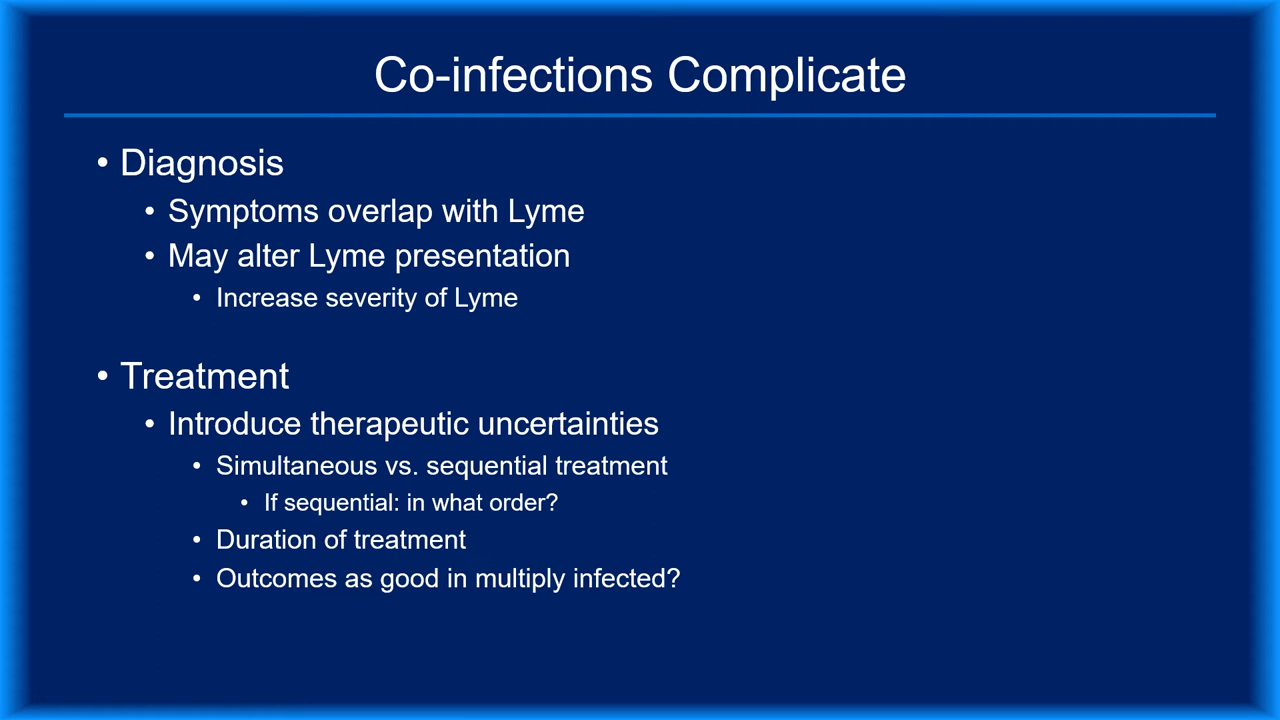 Co-infections Complicate
• Diagnosis
• Symptoms overlap with Lyme
• May alter Lyme presentation
• Increase severity of Lyme
• Treatment
• Introduce therapeutic uncertainties
• Simultaneous vs. sequential treatment
• If sequential: in what order?
• Duration of treatment
• Outcomes as good in multiply infected?